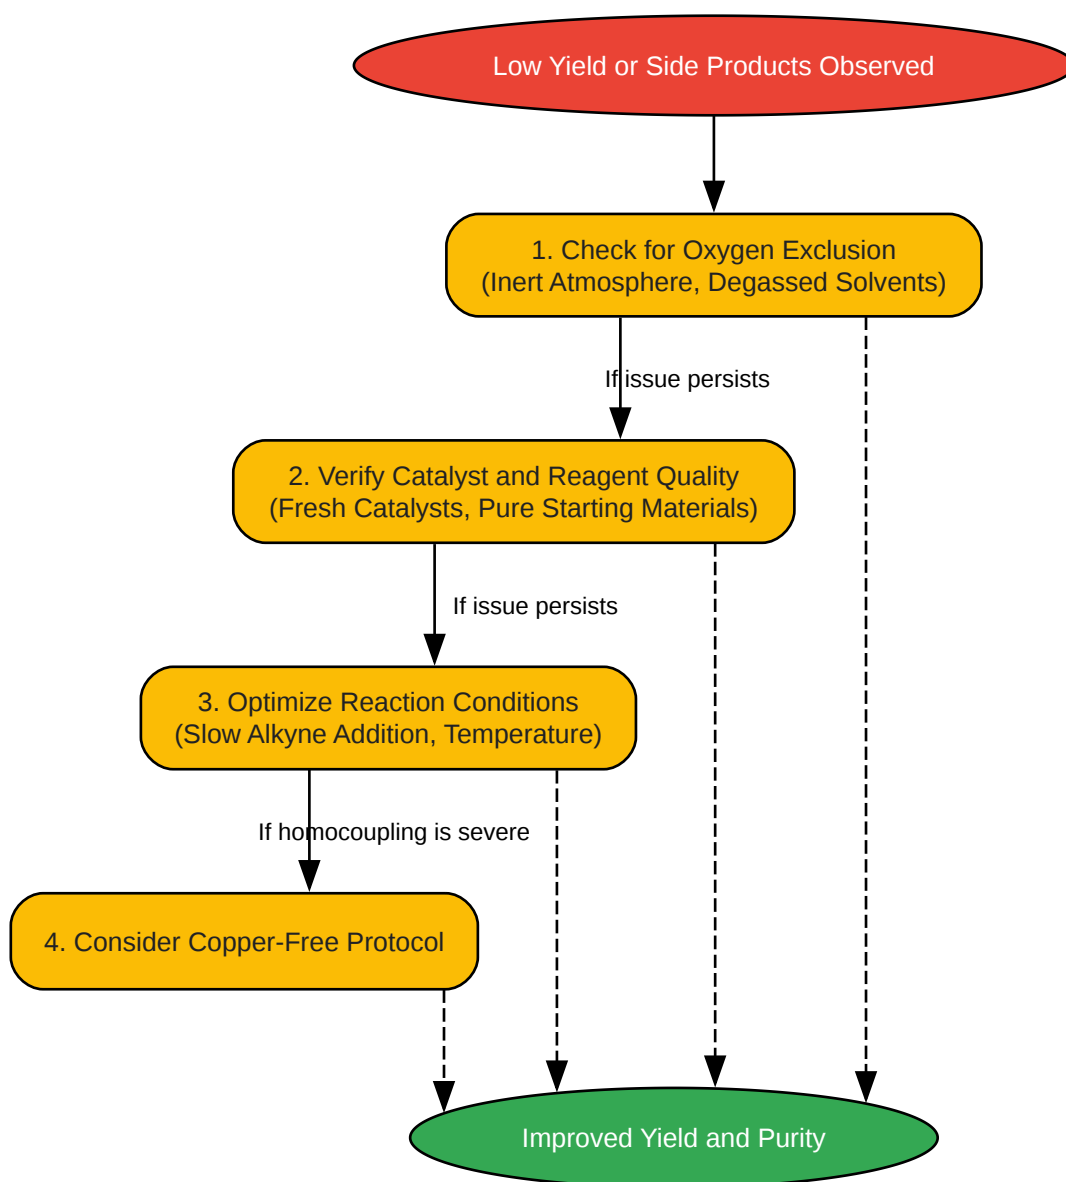 Low Yield or Side Products Observed
1. Check for Oxygen Exclusion
(Inert Atmosphere, Degassed Solvents)
If issue persists
2. Verify Catalyst and Reagent Quality
(Fresh Catalysts, Pure Starting Materials)
If issue persists
3. Optimize Reaction Conditions
(Slow Alkyne Addition, Temperature)
If homocoupling is severe
4. Consider Copper-Free Protocol
Improved Yield and Purity